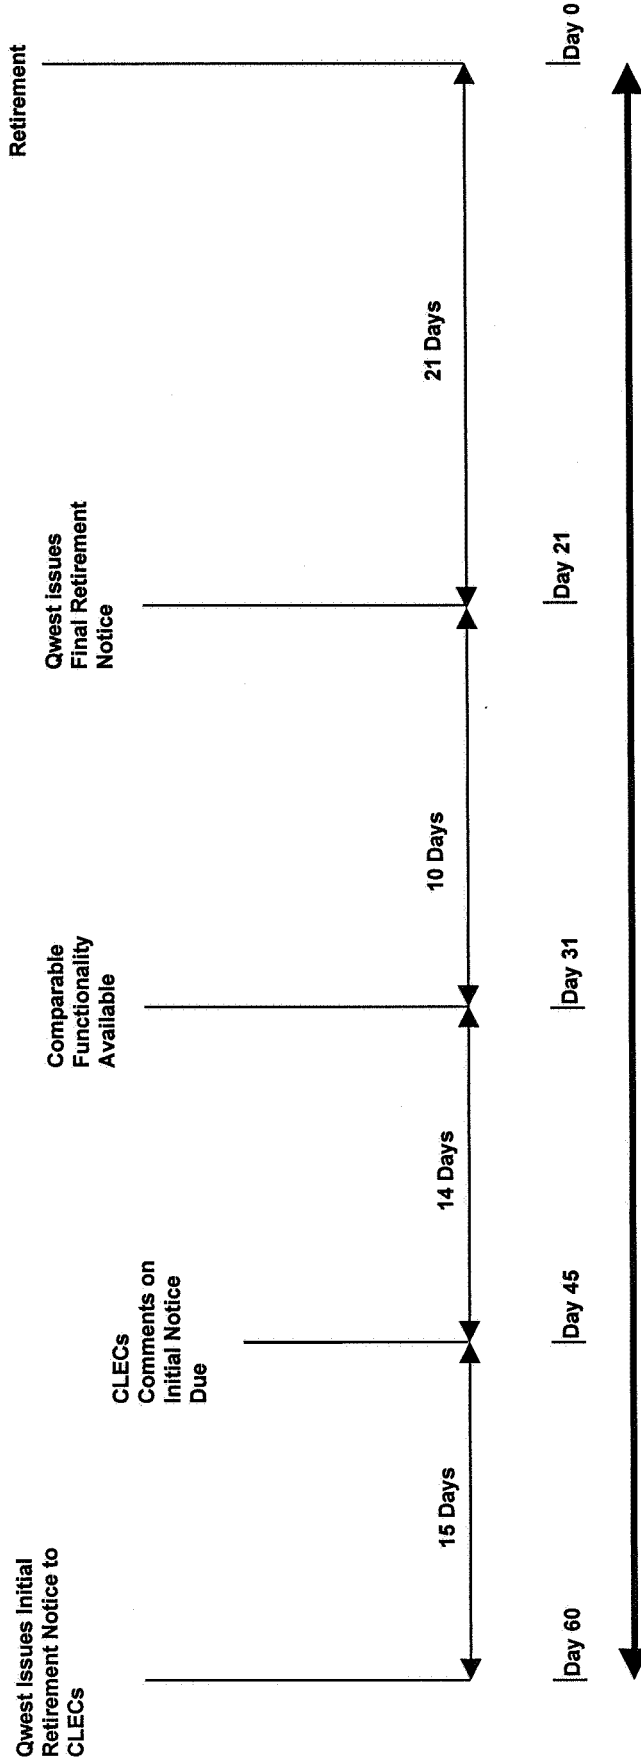 Qwest Issues Initial
Retirement Notice to
CLECs
CLECs
Comments on
Initial Notice
Due
Comparable
Functionality
Available
Qwest issues
Final Retirement
Notice
Retirement
15 Days
14 Days
10 Days
21 Days
Day 60
Day 45
Day 31
Day 21
Day 0